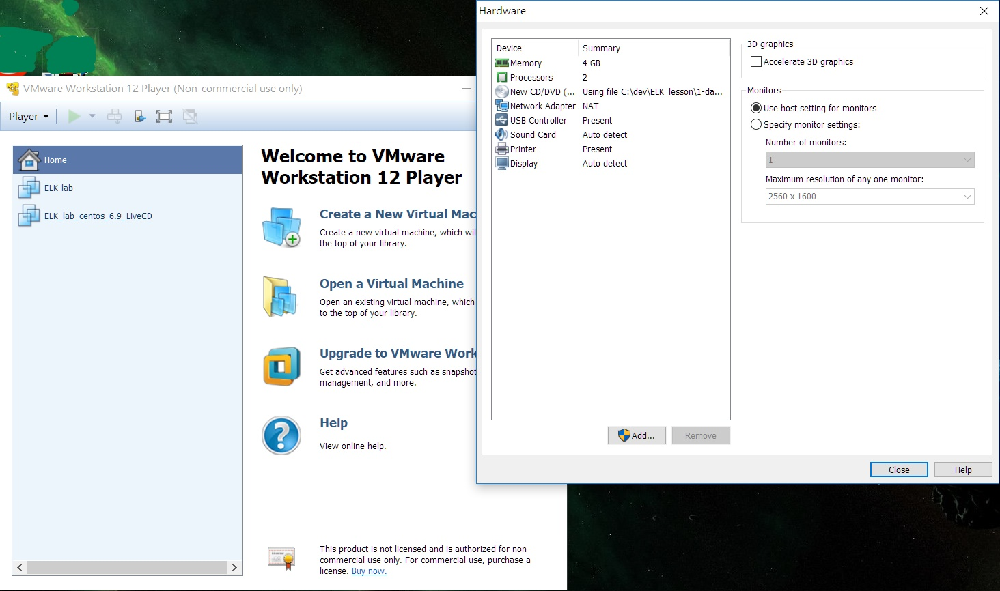 VMware Workstation 12 Player (Non-commercial use only)
Player
Home
ELK-lab
ELK_lab_centos_6.9_LiveCD
Welcome to VMware
Workstation 12 Player
Create a New Virtual Mac
Create a new virtual machine, which wil
the top of your library.
Open a Virtual Machine
Open an existing virtual machine, which
to the top of your library.
Upgrade to VMware Work
Get advanced features such as snapshot
management, and more.
Help
View online help.
This product is not licensed and is authorized for non-
commercial use only. For commercial use, purchase a
license. Buy now.
Hardware
Device Summary
Memory 4 GB
Processors 2
New CD/DVD (... Using file C:\dev\ELK_lesson\1-da...
Network Adapter NAT
USB Controller Present
Sound Card Auto detect
Printer Present
Display Auto detect
Add... Remove
3D graphics
Accelerate 3D graphics
Monitors
Use host setting for monitors
Specify monitor settings:
Number of monitors:
1
Maximum resolution of any one monitor:
2560 x 1600
Close Help